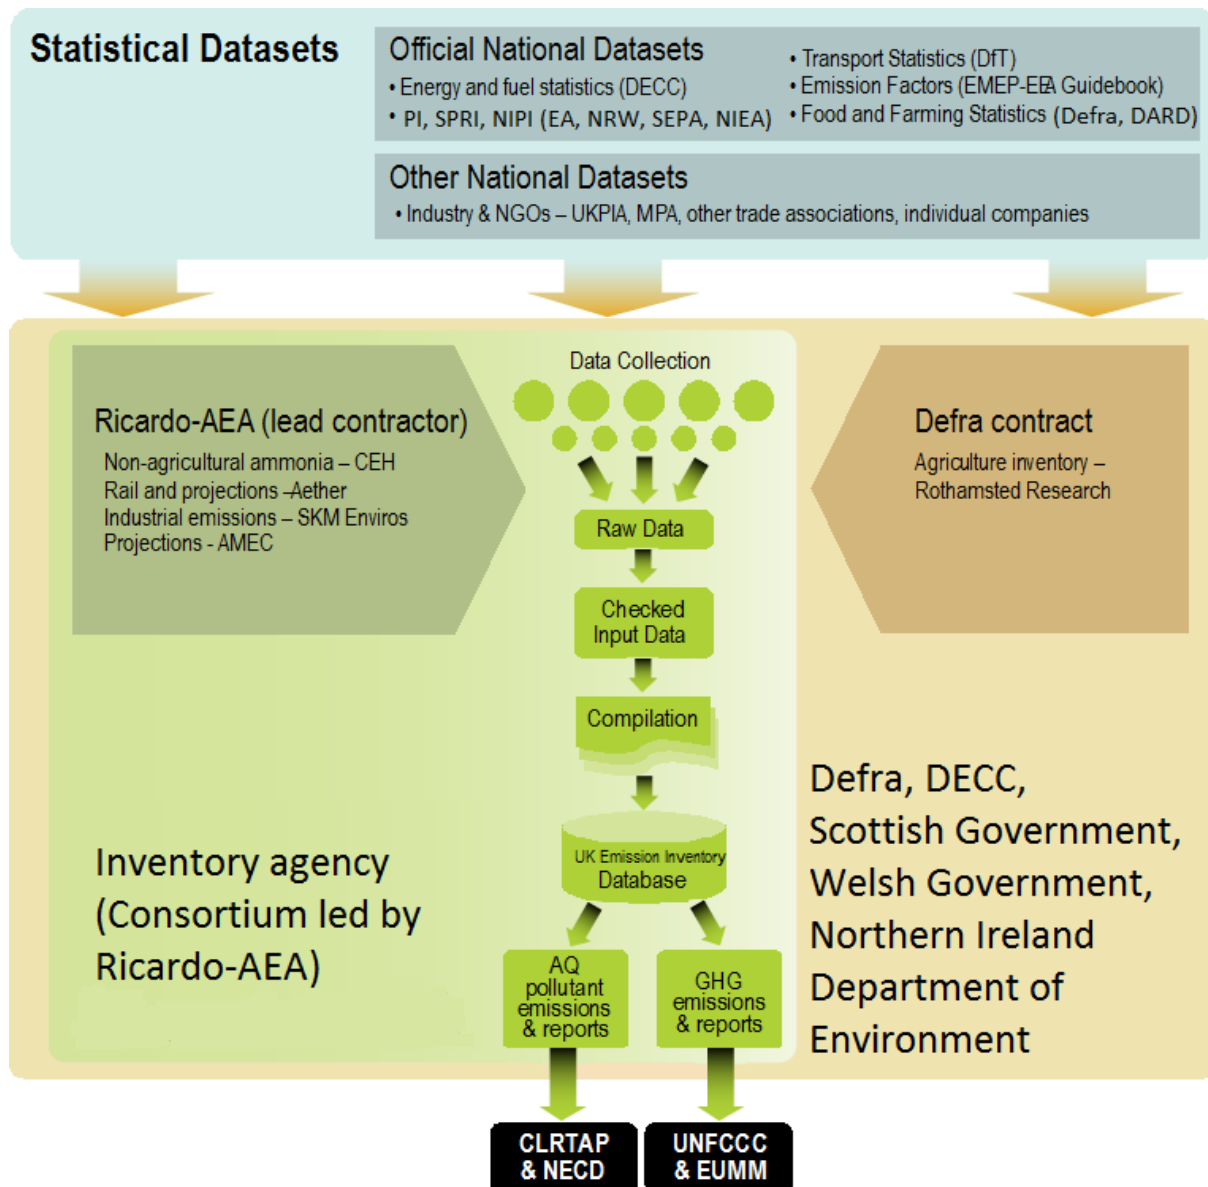 Statistical Datasets
Official National Datasets
• Energy and fuel statistics (DECC)
• PI, SPRI, NIPI (EA, NRW, SEPA, NIEA)
• Transport Statistics (DfT)
• Emission Factors (EMEP-EEA Guidebook)
• Food and Farming Statistics (Defra, DARD)
Other National Datasets
• Industry & NGOs – UKPIA, MPA, other trade associations, individual companies
Ricardo-AEA (lead contractor)
Non-agricultural ammonia – CEH
Rail and projections –Aether
Industrial emissions – SKM Enviros
Projections - AMEC
Data Collection
Raw Data
Checked
Input Data
Compilation
UK Emission Inventory
Database
AQ
pollutant
emissions
& reports
GHG
emissions
& reports
Defra contract
Agriculture inventory –
Rothamsted Research
Inventory agency
(Consortium led by
Ricardo-AEA)
Defra, DECC,
Scottish Government,
Welsh Government,
Northern Ireland
Department of
Environment
CLRTAP
& NECD
UNFCCC
& EUMM